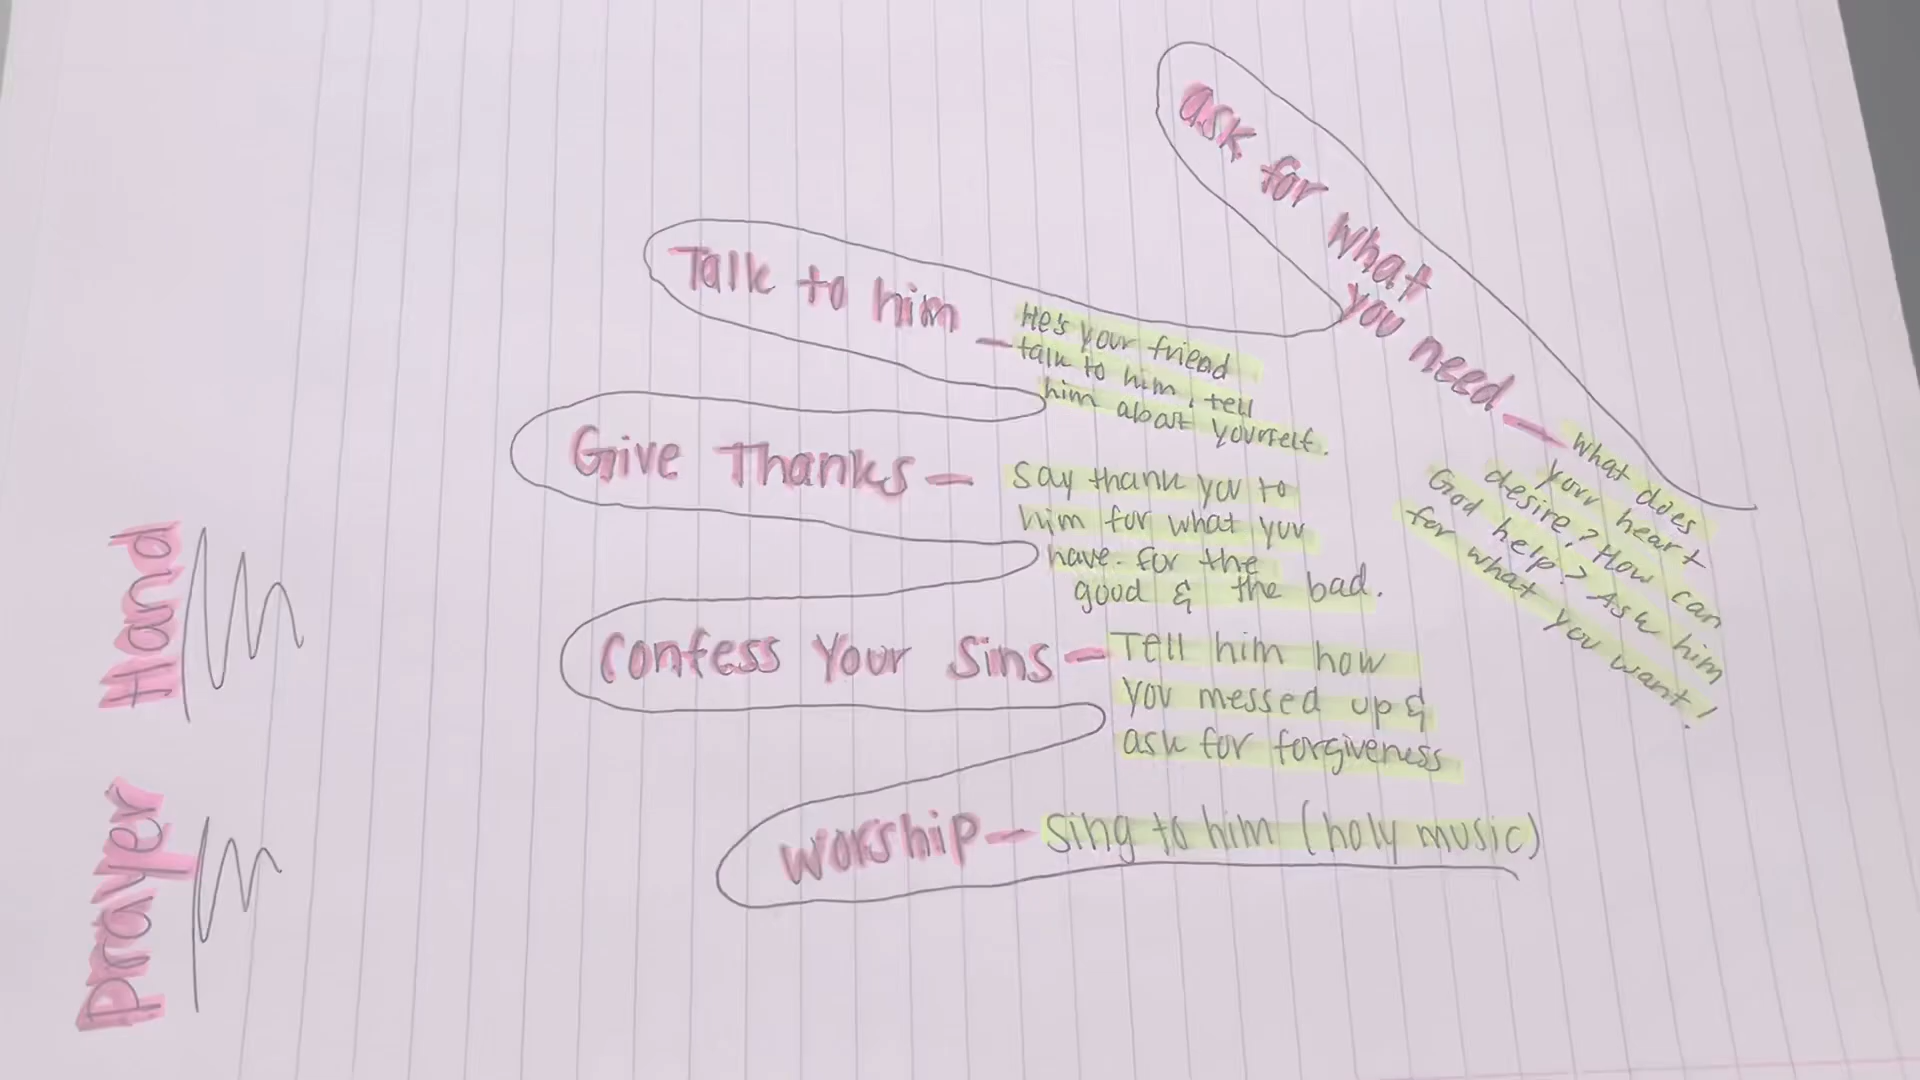 Prayer Hand
ask for what
you need -
what does
your heart
desire? How can
God help? Ask him
for what you want!
Talk to him -
He's your friend
talk to him, tell
him about yourself.
Give Thanks -
Say thank you to
him for what you
have. for the
good & the bad.
Confess Your Sins -
Tell him how
you messed up &
ask for forgiveness
worship - sing to him (holy music)